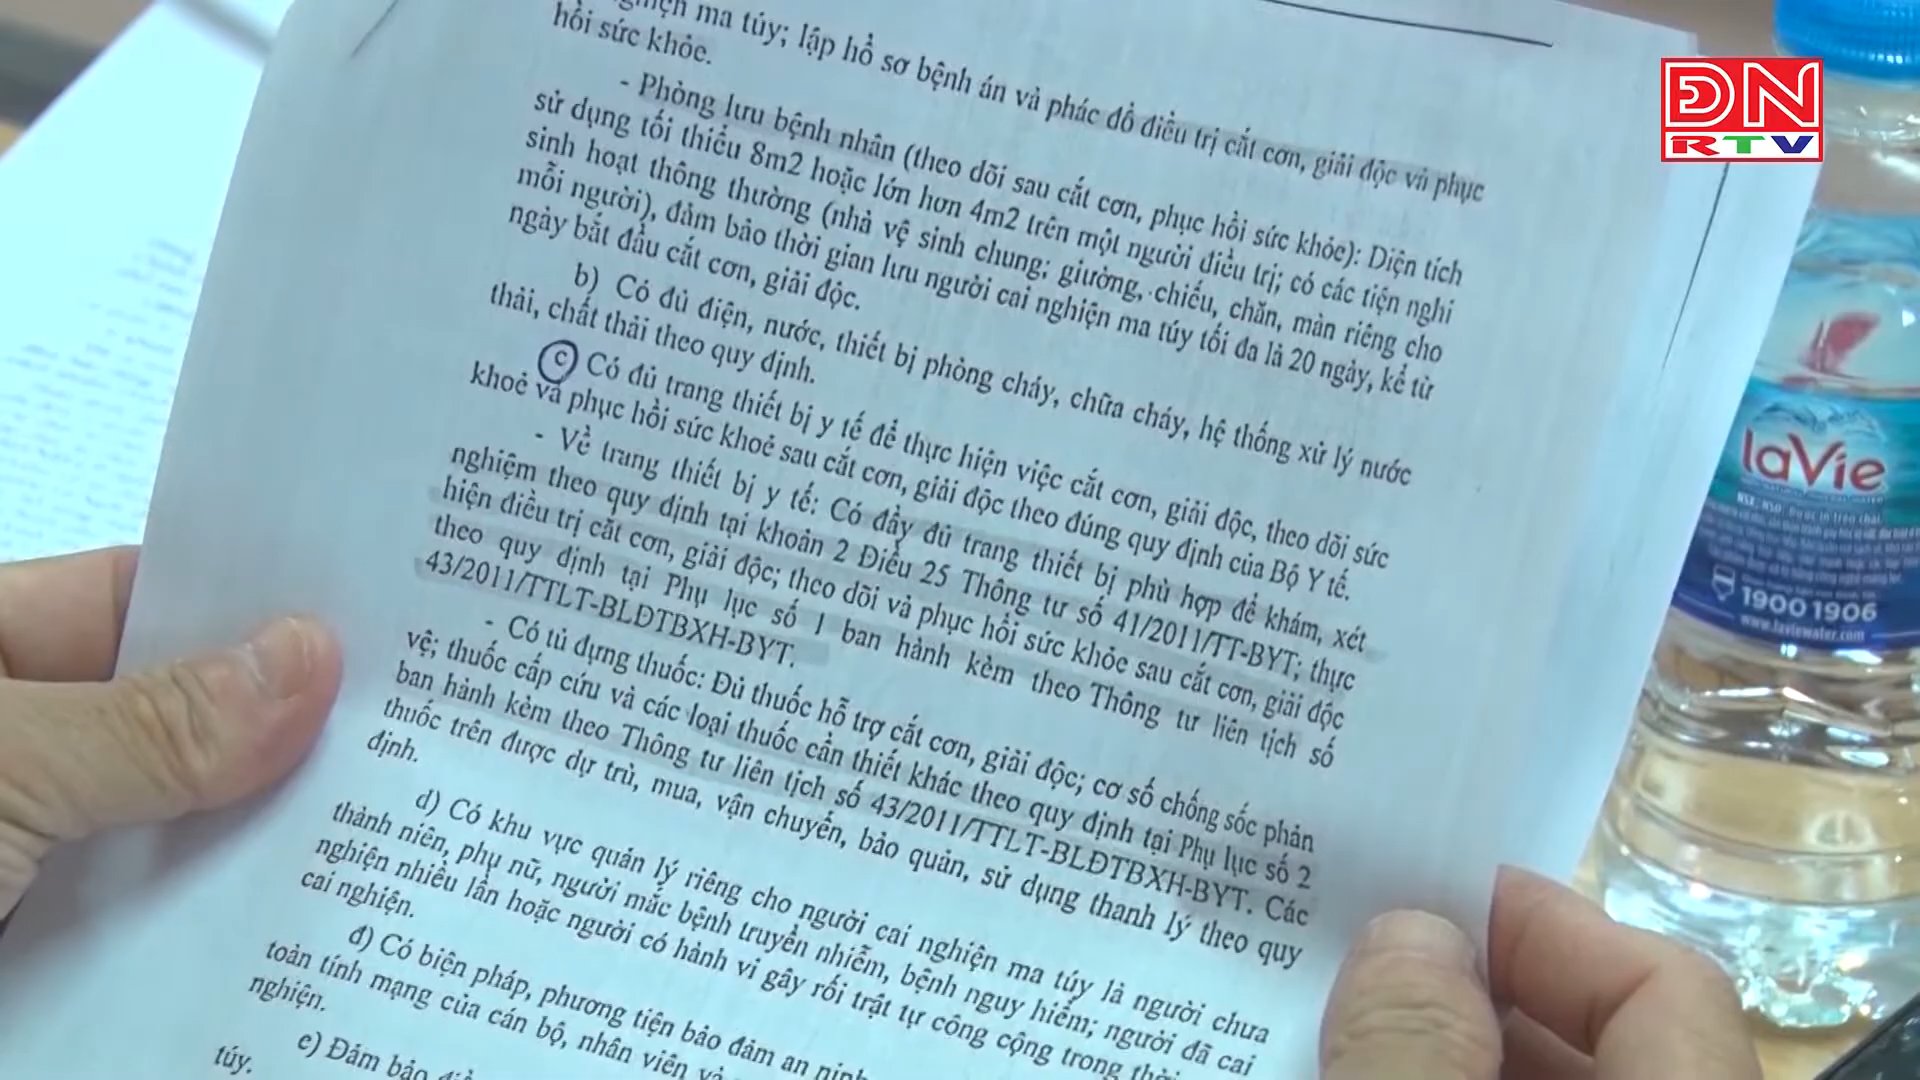 nghiện ma túy; lập hồ sơ bệnh án và phác đồ điều trị cắt cơn, giải độc và phục
hồi sức khỏe.
- Phòng lưu bệnh nhân (theo dõi sau cắt cơn, phục hồi sức khỏe): Diện tích
sử dụng tối thiểu 8m2 hoặc lớn hơn 4m2 trên một người điều trị; có các tiện nghi
sinh hoạt thông thường (nhà vệ sinh chung; giường, chiếu, chăn, màn riêng cho
mỗi người), đảm bảo thời gian lưu người cai nghiện ma túy tối đa là 20 ngày, kể từ
ngày bắt đầu cắt cơn, giải độc.
b) Có đủ điện, nước, thiết bị phòng cháy, chữa cháy, hệ thống xử lý nước
thải, chất thải theo quy định.
c) Có đủ trang thiết bị y tế để thực hiện việc cắt cơn, giải độc, theo dõi sức
khoẻ và phục hồi sức khoẻ sau cắt cơn, giải độc theo đúng quy định của Bộ Y tế.
- Về trang thiết bị y tế: Có đầy đủ trang thiết bị phù hợp để khám, xét
nghiệm theo quy định tại khoản 2 Điều 25 Thông tư số 41/2011/TT-BYT; thực
hiện điều trị cắt cơn, giải độc; theo dõi và phục hồi sức khỏe sau cắt cơn, giải độc
theo quy định tại Phụ lục số 1 ban hành kèm theo Thông tư liên tịch số
43/2011/TTLT-BLĐTBXH-BYT.
- Có tủ đựng thuốc: Đủ thuốc hỗ trợ cắt cơn, giải độc; cơ số chống sốc phản
vệ; thuốc cấp cứu và các loại thuốc cần thiết khác theo quy định tại Phụ lục số 2
ban hành kèm theo Thông tư liên tịch số 43/2011/TTLT-BLĐTBXH-BYT. Các
thuốc trên được dự trù, mua, vận chuyển, bảo quản, sử dụng thanh lý theo quy
định.
d) Có khu vực quản lý riêng cho người cai nghiện ma túy là người chưa
thành niên, phụ nữ, người mắc bệnh truyền nhiễm, bệnh nguy hiểm; người đã cai
nghiện nhiều lần hoặc người có hành vi gây rối trật tự công cộng trong
cai nghiện.
đ) Có biện pháp, phương tiện bảo đảm an ninh
toàn tính mạng của cán bộ, nhân viên và
nghiện.
e) Đảm bảo
túy.
ĐN
RTV
laVie
1900 1906
www.laviewater.com